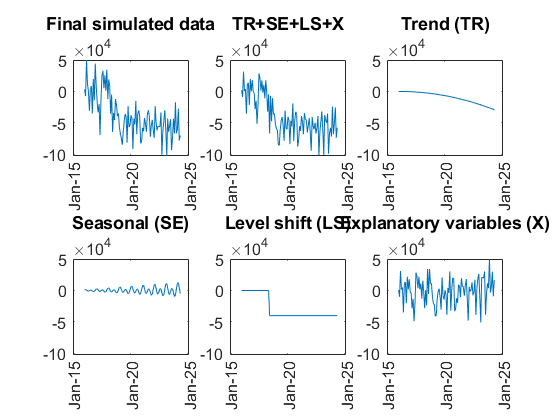 Final simulated data
TR+SE+LS+X
Trend (TR)
×10^4
×10^4
×10^4
5
0
-5
-10
5
0
-5
-10
5
0
-5
-10
Jan-15
Jan-20
Jan-25
Jan-15
Jan-20
Jan-25
Jan-15
Jan-20
Jan-25
Seasonal (SE)
Level shift (LS)
Explanatory variables (X)
×10^4
×10^4
×10^4
5
0
-5
-10
5
0
-5
-10
5
0
-5
-10
Jan-15
Jan-20
Jan-25
Jan-15
Jan-20
Jan-25
Jan-15
Jan-20
Jan-25